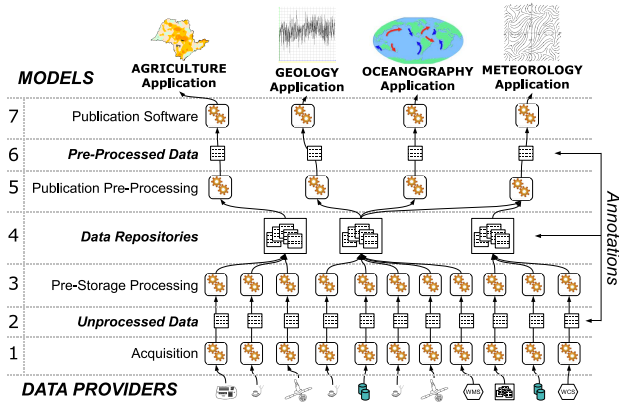 MODELS
AGRICULTURE
Application
GEOLOGY
Application
OCEANOGRAPHY
Application
METEOROLOGY
Application
7 Publication Software
6 Pre-Processed Data
5 Publication Pre-Processing
4 Data Repositories
3 Pre-Storage Processing
2 Unprocessed Data
1 Acquisition
Annotations
DATA PROVIDERS
WMS
WCS